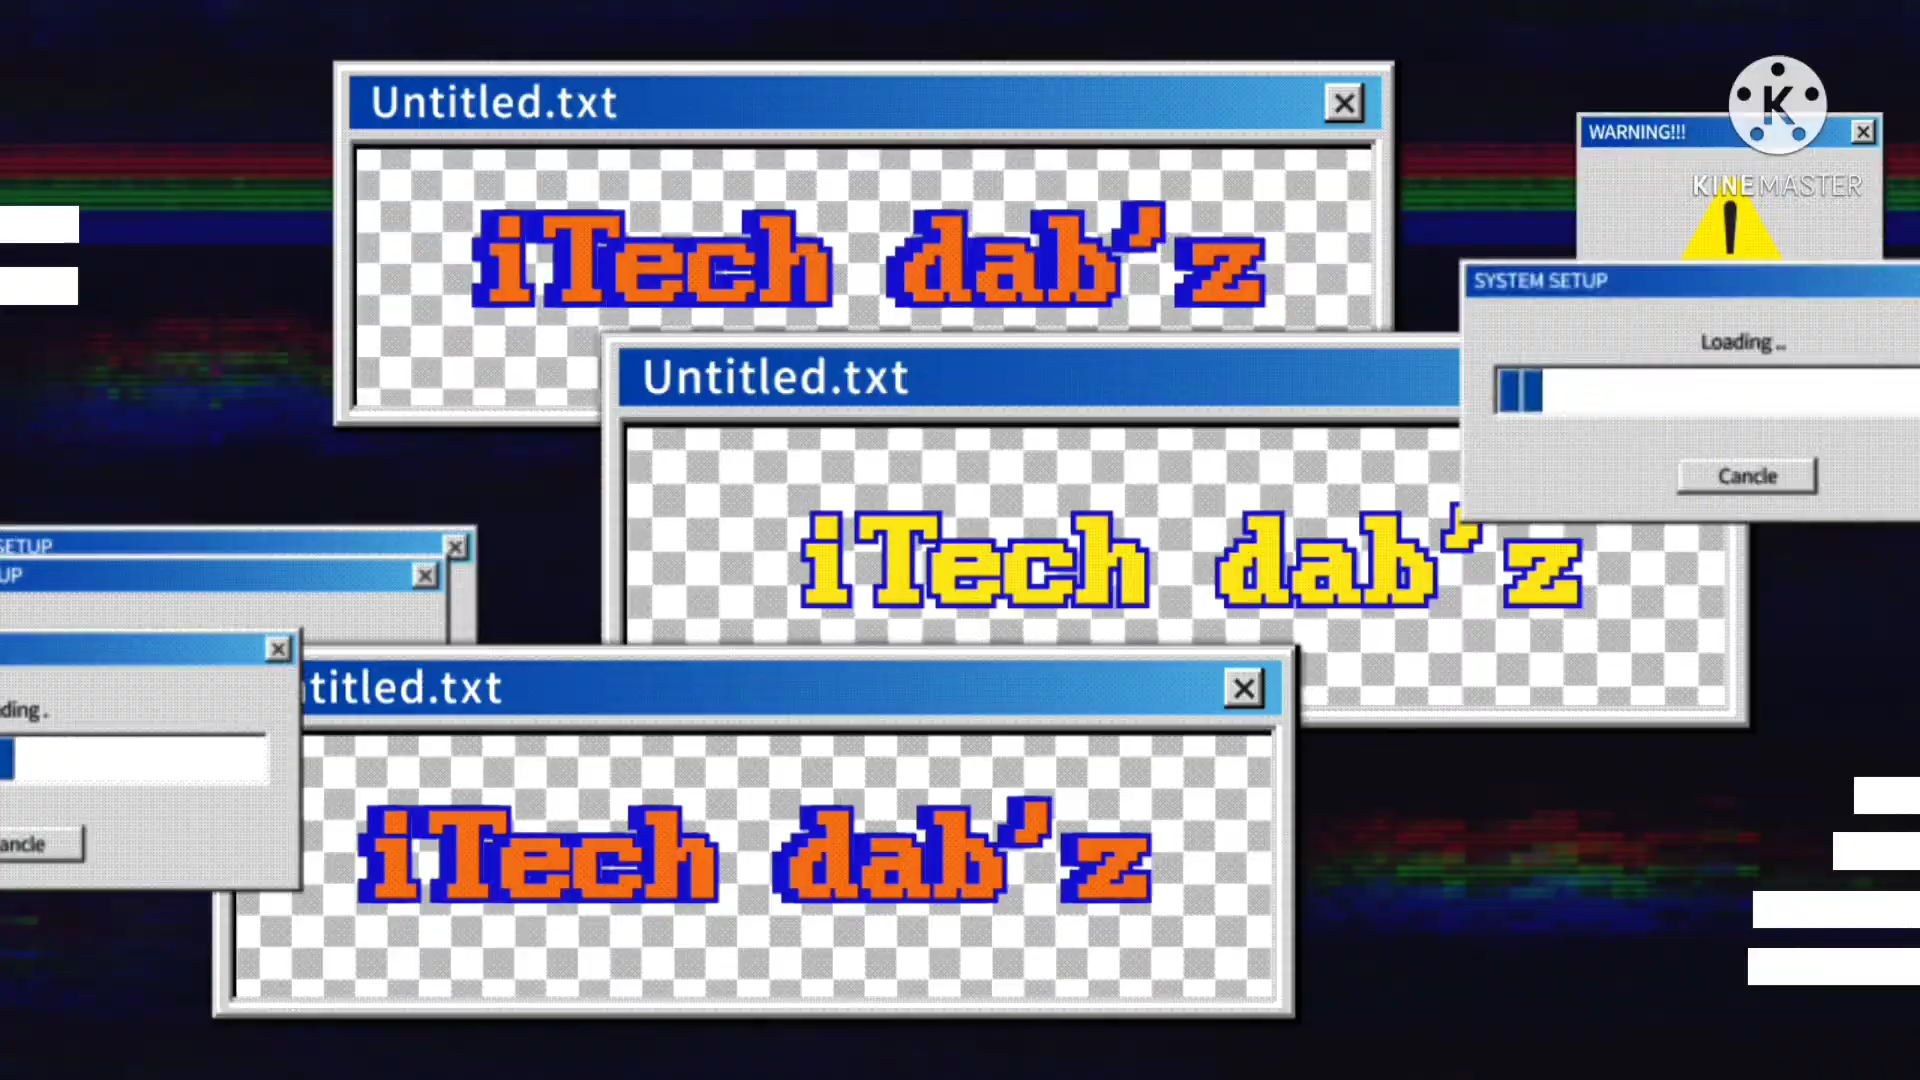 Untitled.txt
iTech dab'z
WARNING!!!
K
KINEMASTER
SYSTEM SETUP
Loading ..
Cancle
Untitled.txt
iTech dab'z
SETUP
UP
ding .
ancle
titled.txt
iTech dab'z